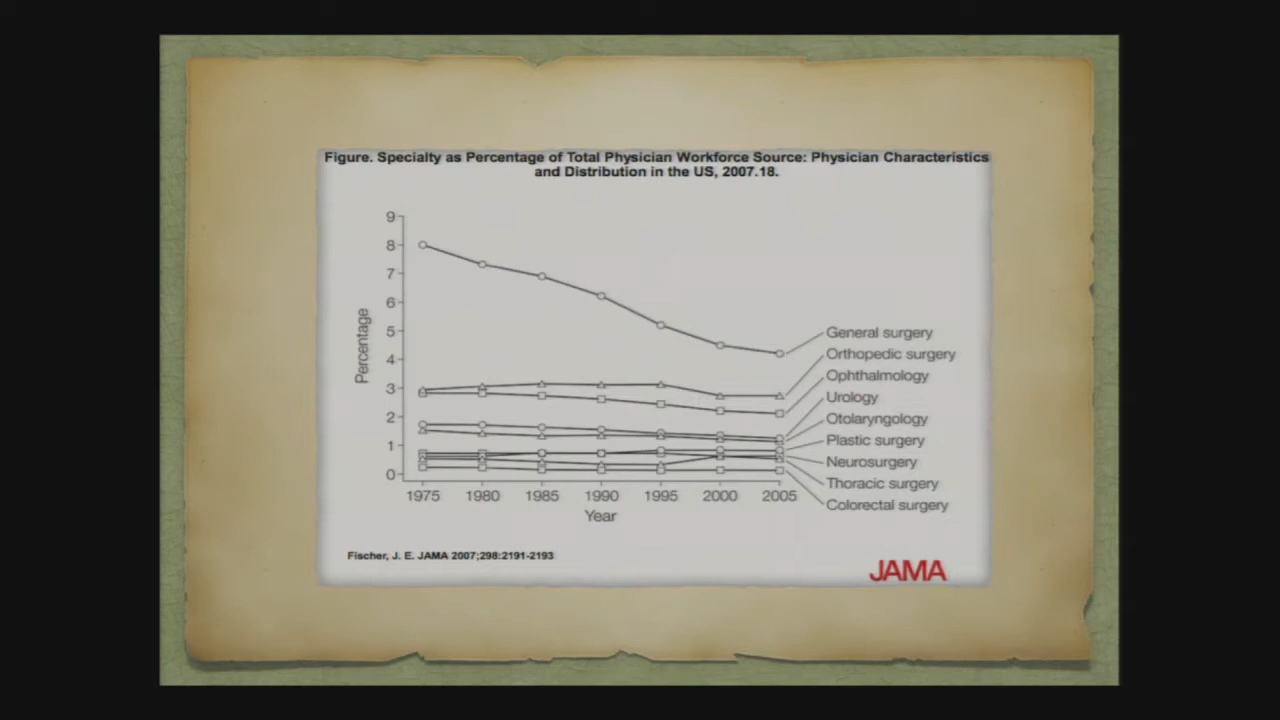 Figure. Specialty as Percentage of Total Physician Workforce Source: Physician Characteristics
and Distribution in the US, 2007.18.
9
8
7
6
5
4
3
2
1
0
Percentage
1975 1980 1985 1990 1995 2000 2005
Year
General surgery
Orthopedic surgery
Ophthalmology
Urology
Otolaryngology
Plastic surgery
Neurosurgery
Thoracic surgery
Colorectal surgery
Fischer, J. E. JAMA 2007;298:2191-2193
JAMA